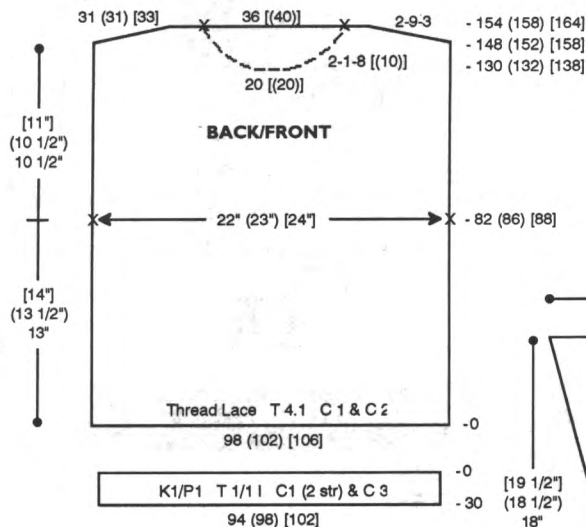 31 (31) [33]
36 [(40)]
2-9-3
- 154 (158) [164]
- 148 (152) [158]
- 130 (132) [138]
2-1-8 [(10)]
20 [(20)]
[11"]
(10 1/2")
10 1/2"
BACK/FRONT
22" (23") [24"]
- 82 (86) [88]
[14"]
(13 1/2")
13"
Thread Lace T 4.1 C 1 & C 2
-0
98 (102) [106]
-0
K1/P1 T 1/1 I C1 (2 str) & C 3
- 30
94 (98) [102]
[19 1/2"]
(18 1/2")
18"